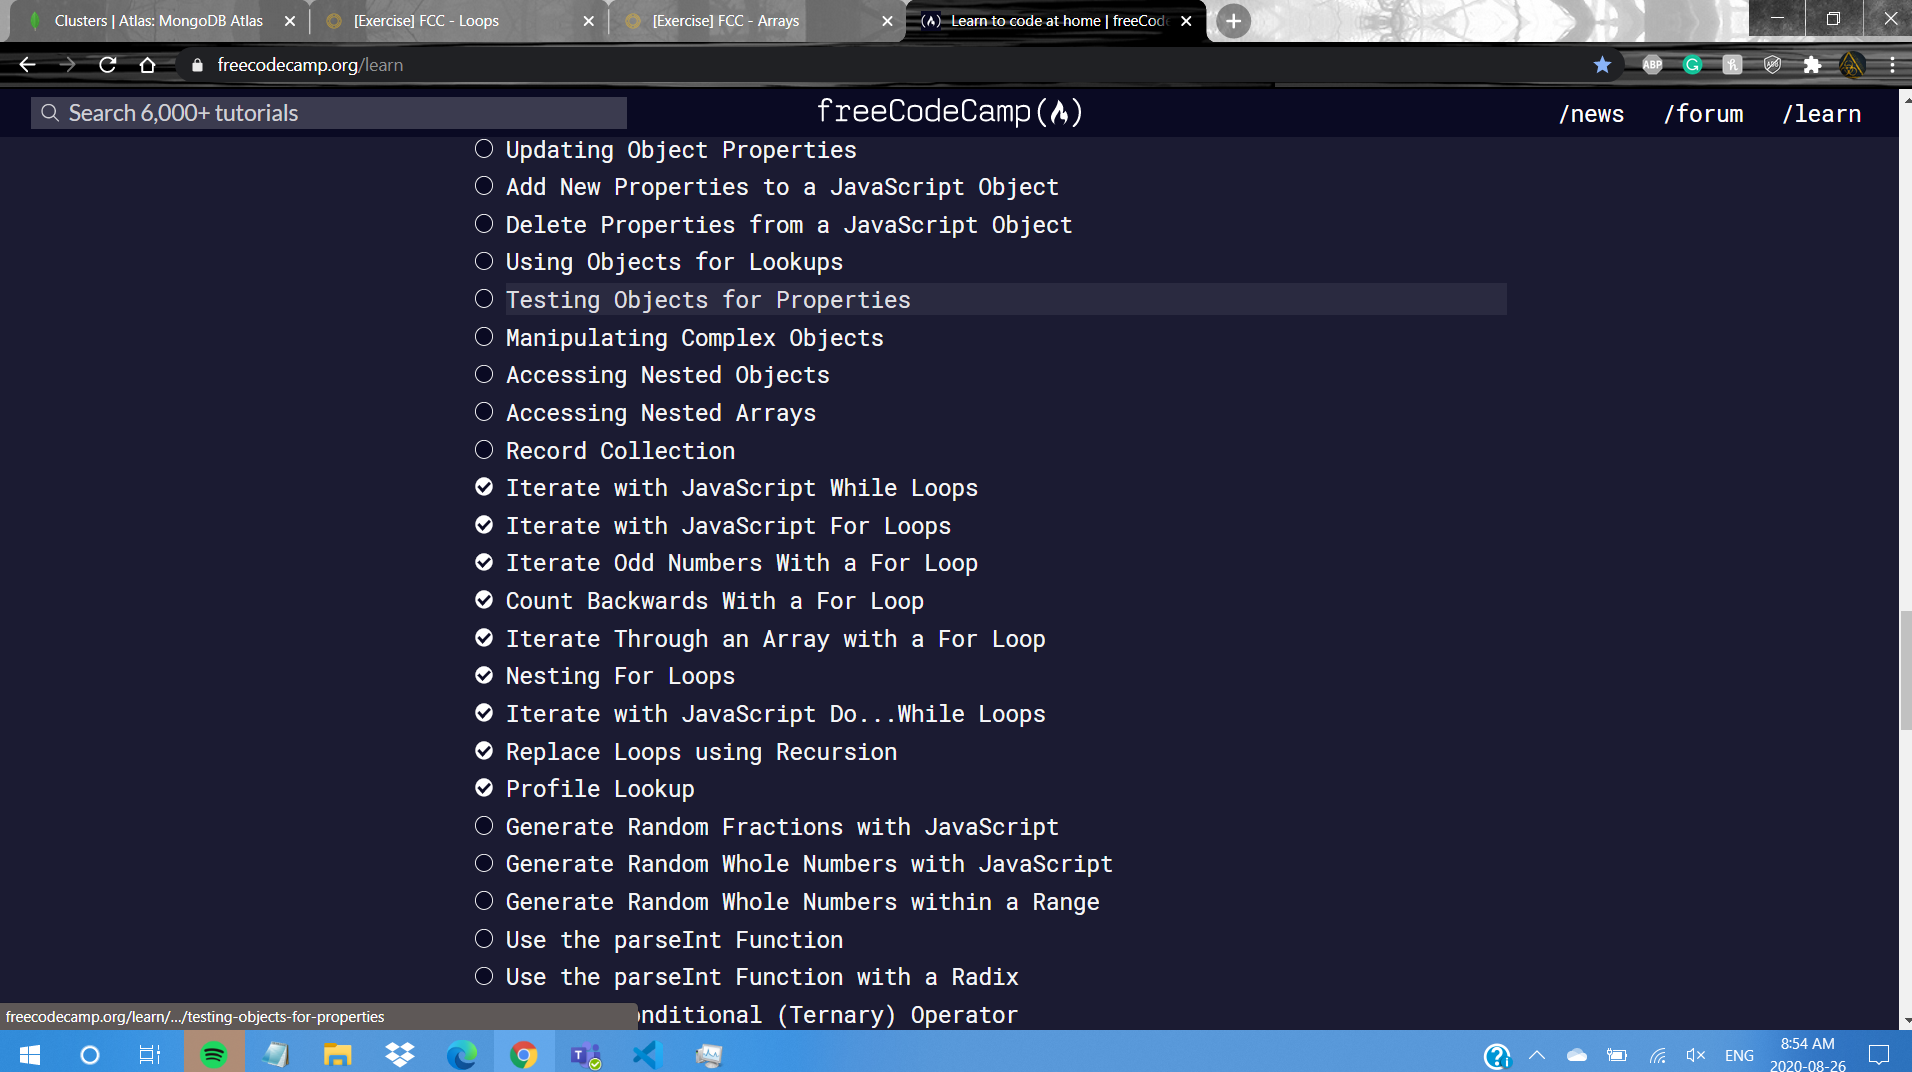 Clusters | Atlas: MongoDB Atlas
[Exercise] FCC - Loops
[Exercise] FCC - Arrays
Learn to code at home | freeCode
freecodecamp.org/learn
ABP
Search 6,000+ tutorials
freeCodeCamp
/news
/forum
/learn
Updating Object Properties
Add New Properties to a JavaScript Object
Delete Properties from a JavaScript Object
Using Objects for Lookups
Testing Objects for Properties
Manipulating Complex Objects
Accessing Nested Objects
Accessing Nested Arrays
Record Collection
Iterate with JavaScript While Loops
Iterate with JavaScript For Loops
Iterate Odd Numbers With a For Loop
Count Backwards With a For Loop
Iterate Through an Array with a For Loop
Nesting For Loops
Iterate with JavaScript Do...While Loops
Replace Loops using Recursion
Profile Lookup
Generate Random Fractions with JavaScript
Generate Random Whole Numbers with JavaScript
Generate Random Whole Numbers within a Range
Use the parseInt Function
Use the parseInt Function with a Radix
onditional (Ternary) Operator
freecodecamp.org/learn/.../testing-objects-for-properties
ENG
8:54 AM
2020-08-26